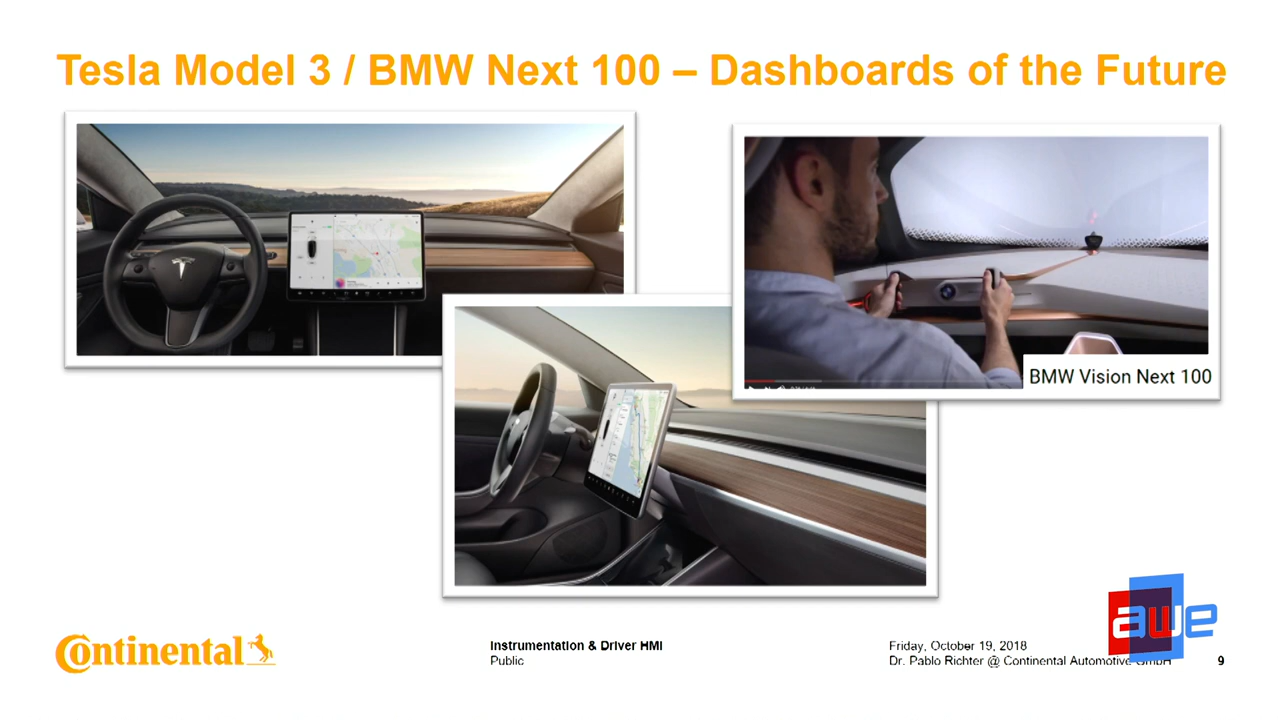 Tesla Model 3 / BMW Next 100 – Dashboards of the Future
BMW Vision Next 100
Continental
Instrumentation & Driver HMI
Public
Friday, October 19, 2018
Dr. Pablo Richter @ Continental Automotive GmbH
9
awe